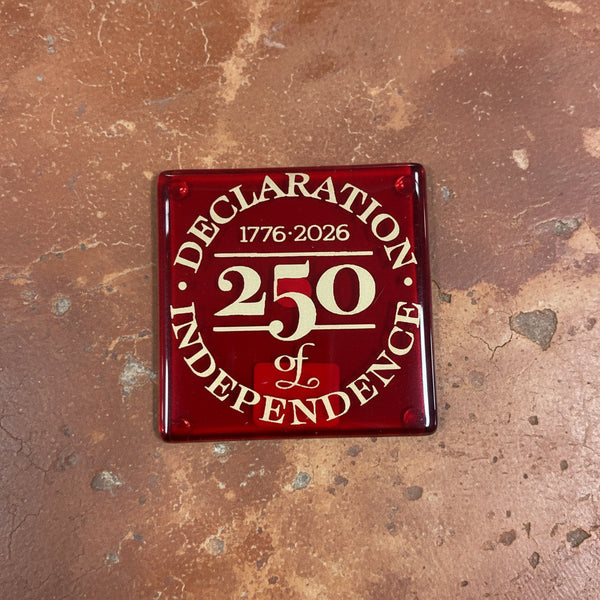 DECLARATION
1776·2026
250
of
INDEPENDENCE